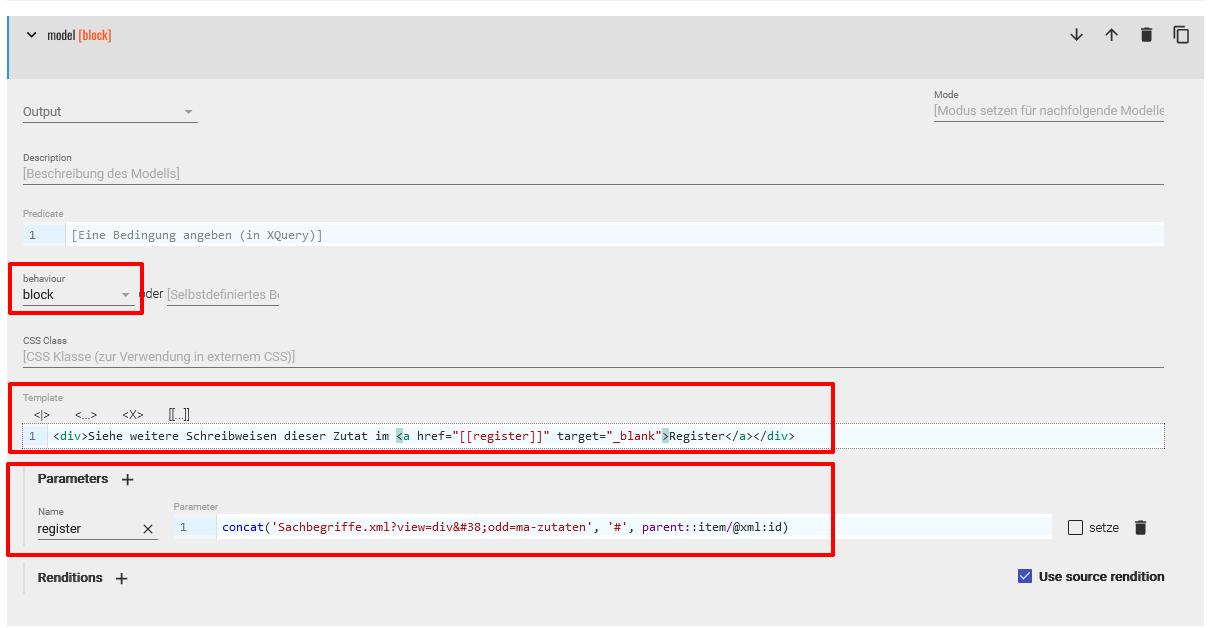 model [block]
Output
Mode
[Modus setzen für nachfolgende Modelle
Description
[Beschreibung des Modells]
Predicate
1 [Eine Bedingung angeben (in XQuery)]
behaviour
block oder [Selbstdefiniertes Be
CSS Class
[CSS Klasse (zur Verwendung in externem CSS)]
Template
<|> <...> <X> [[...]]
1 <div>Siehe weitere Schreibweisen dieser Zutat im <a href="[[register]]" target="_blank">Register</a></div>
Parameters +
Name
register
Parameter
1 concat('Sachbegriffe.xml?view=div&#38;odd=ma-zutaten', '#', parent::item/@xml:id)
setze
Renditions +
Use source rendition